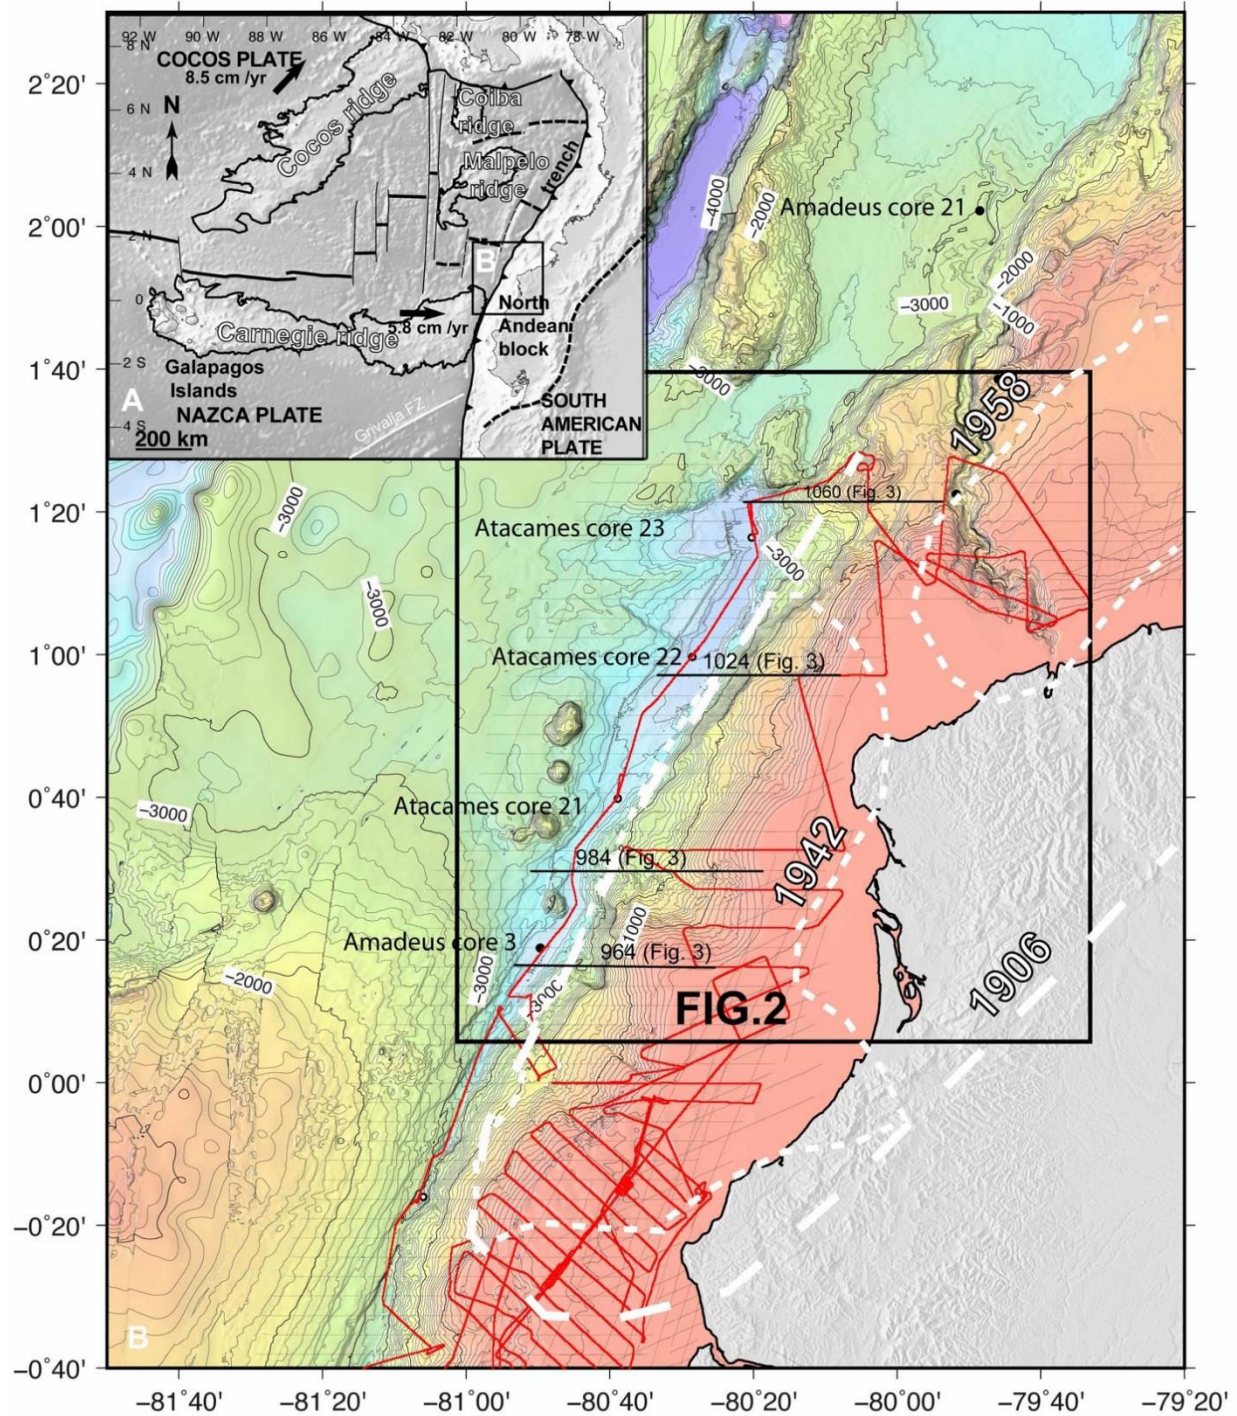 92 W
90 W
88 W
86 W
84 W
82 W
80 W
78 W
8 N
6 N
4 N
2 N
0
2 S
4 S
COCOS PLATE
8.5 cm /yr
N
Cocos ridge
Coiba
ridge
Malpelo
ridge
trench
B
North
Andean
block
5.8 cm /yr
Carnegie ridge
Galapagos
Islands
NAZCA PLATE
Grivalja FZ
SOUTH
AMERICAN
PLATE
A
200 km
2°20'
2°00'
1°40'
1°20'
1°00'
0°40'
0°20'
0°00'
−0°20'
−0°40'
−4000
−2000
Amadeus core 21
−2000
−3000
−1000
−3000
1958
−3000
1060 (Fig. 3)
Atacames core 23
−3000
−3000
Atacames core 22
1024 (Fig. 3)
Atacames core 21
−3000
1942
984 (Fig. 3)
1000
1906
Amadeus core 3
964 (Fig. 3)
−3000
−2000
FIG.2
B
−81°40'
−81°20'
−81°00'
−80°40'
−80°20'
−80°00'
−79°40'
−79°20'